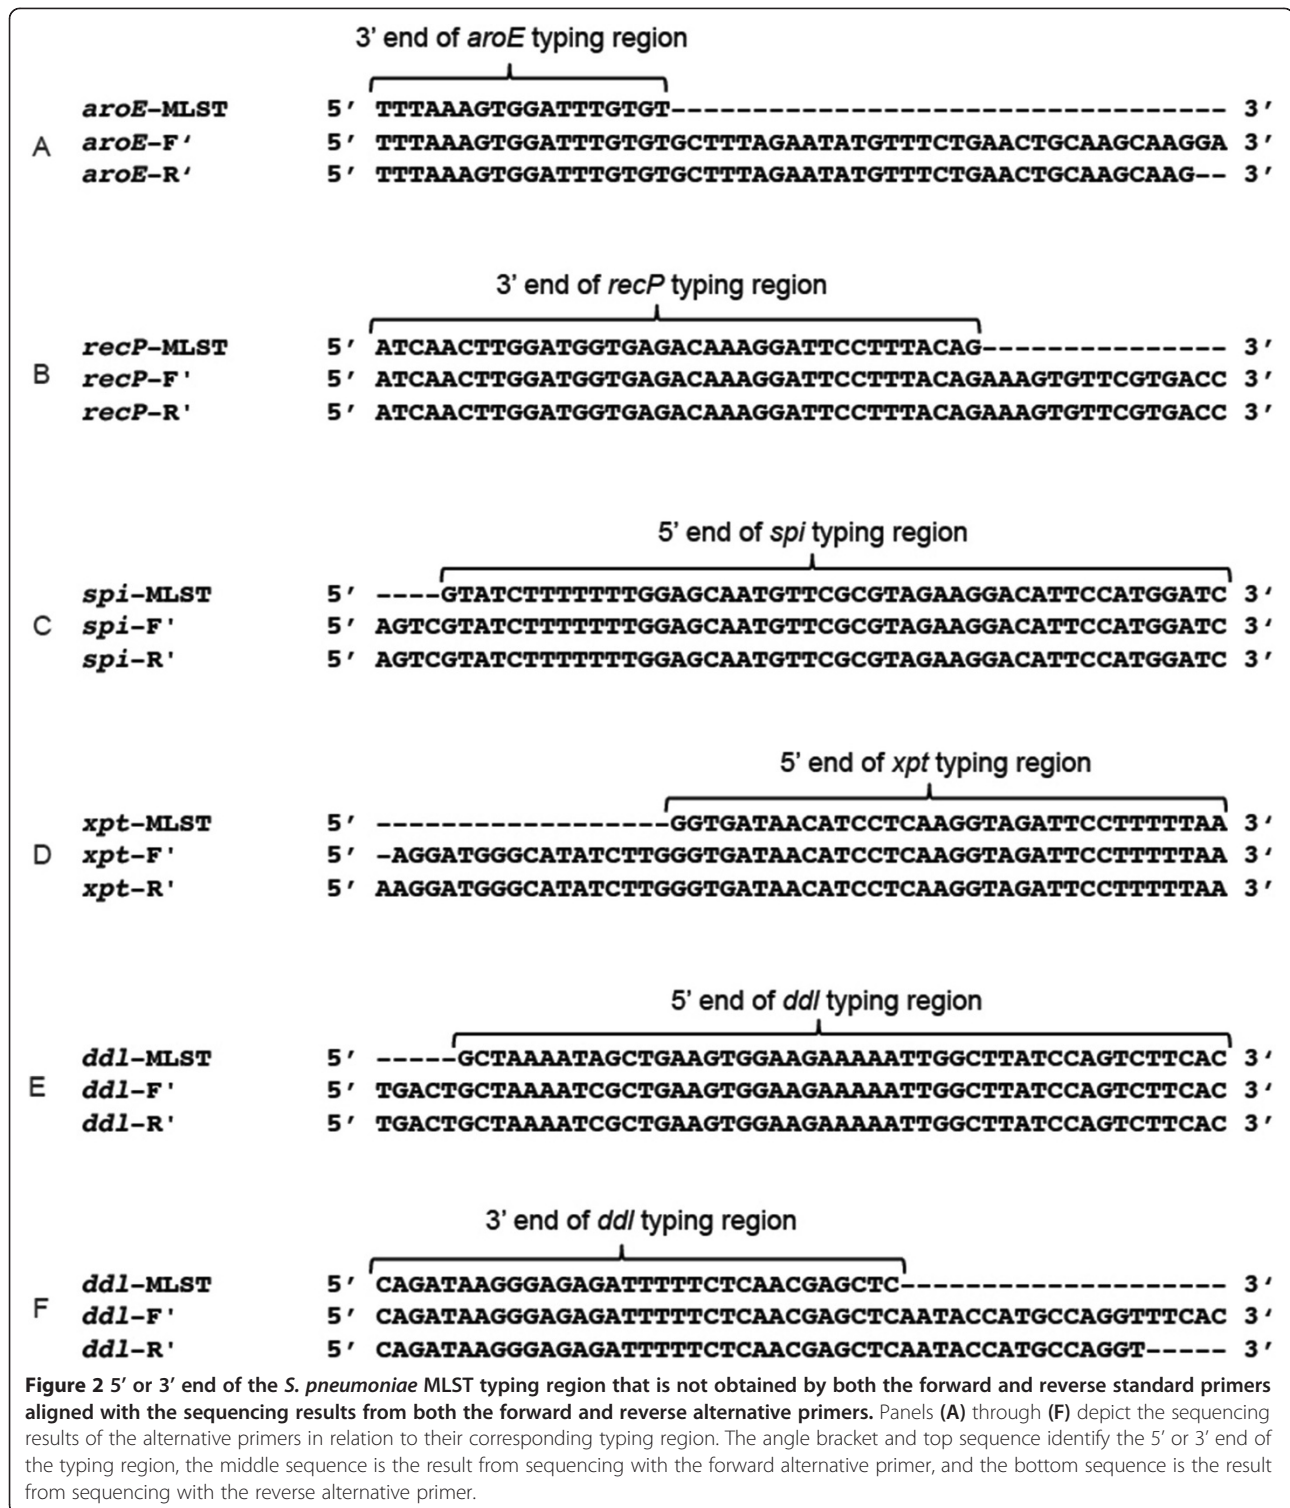 3' end of aroE typing region
aroE-MLST 5' TTTAAAGTGGATTTGTGT---------------------------------- 3'
A
aroE-F' 5' TTTAAAGTGGATTTGTGTGCTTTAGAATATGTTTCTGAACTGCAAGCAAGGA 3'
aroE-R' 5' TTTAAAGTGGATTTGTGTGCTTTAGAATATGTTTCTGAACTGCAAGCAAG-- 3'
3' end of recP typing region
recP-MLST 5' ATCAACTTGGATGGTGAGACAAAGGATTCCTTTACAG--------------- 3'
B
recP-F' 5' ATCAACTTGGATGGTGAGACAAAGGATTCCTTTACAGAAAGTGTTCGTGACC 3'
recP-R' 5' ATCAACTTGGATGGTGAGACAAAGGATTCCTTTACAGAAAGTGTTCGTGACC 3'
5' end of spi typing region
spi-MLST 5' ----GTATCTTTTTTTGGAGCAATGTTCGCGTAGAAGGACATTCCATGGATC 3'
C
spi-F' 5' AGTCGTATCTTTTTTTGGAGCAATGTTCGCGTAGAAGGACATTCCATGGATC 3'
spi-R' 5' AGTCGTATCTTTTTTTGGAGCAATGTTCGCGTAGAAGGACATTCCATGGATC 3'
5' end of xpt typing region
xpt-MLST 5' ------------------GGTGATAACATCCTCAAGGTAGATTCCTTTTTAA 3'
D
xpt-F' 5' -AGGATGGGCATATCTTGGGTGATAACATCCTCAAGGTAGATTCCTTTTTAA 3'
xpt-R' 5' AAGGATGGGCATATCTTGGGTGATAACATCCTCAAGGTAGATTCCTTTTTAA 3'
5' end of ddl typing region
ddl-MLST 5' -----GCTAAAATAGCTGAAGTGGAAGAAAAATTGGCTTATCCAGTCTTCAC 3'
E
ddl-F' 5' TGACTGCTAAAATCGCTGAAGTGGAAGAAAAATTGGCTTATCCAGTCTTCAC 3'
ddl-R' 5' TGACTGCTAAAATCGCTGAAGTGGAAGAAAAATTGGCTTATCCAGTCTTCAC 3'
3' end of ddl typing region
ddl-MLST 5' CAGATAAGGGAGAGATTTTTCTCAACGAGCTC-------------------- 3'
F
ddl-F' 5' CAGATAAGGGAGAGATTTTTCTCAACGAGCTCAATACCATGCCAGGTTTCAC 3'
ddl-R' 5' CAGATAAGGGAGAGATTTTTCTCAACGAGCTCAATACCATGCCAGGT----- 3'
Figure 2 5' or 3' end of the S. pneumoniae MLST typing region that is not obtained by both the forward and reverse standard primers
aligned with the sequencing results from both the forward and reverse alternative primers. Panels (A) through (F) depict the sequencing
results of the alternative primers in relation to their corresponding typing region. The angle bracket and top sequence identify the 5' or 3' end of
the typing region, the middle sequence is the result from sequencing with the forward alternative primer, and the bottom sequence is the result
from sequencing with the reverse alternative primer.